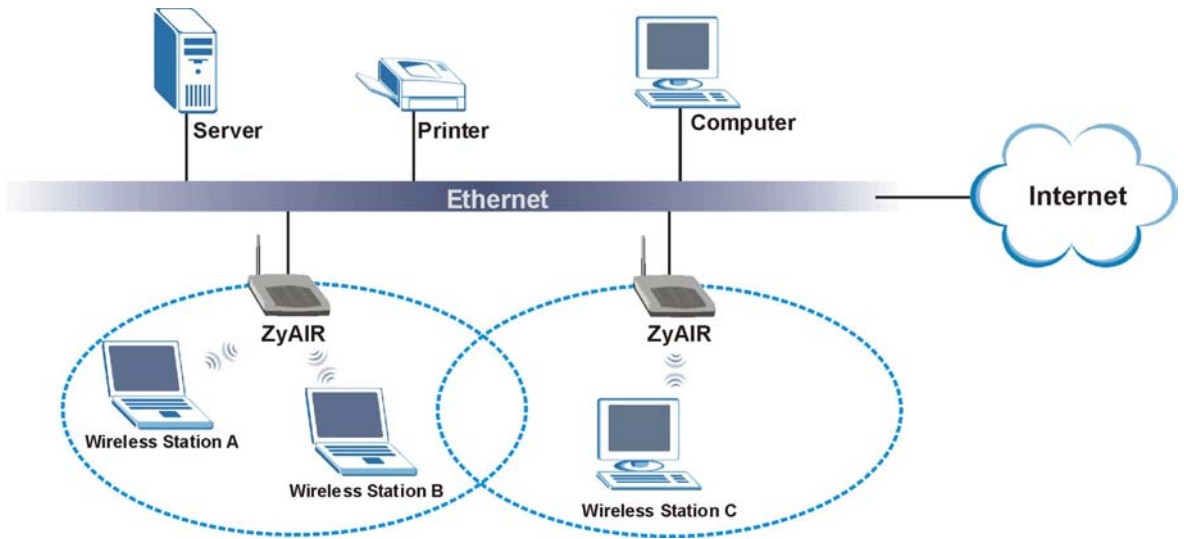 Server
Printer
Computer
Ethernet
Internet
ZyAIR
ZyAIR
Wireless Station A
Wireless Station B
Wireless Station C